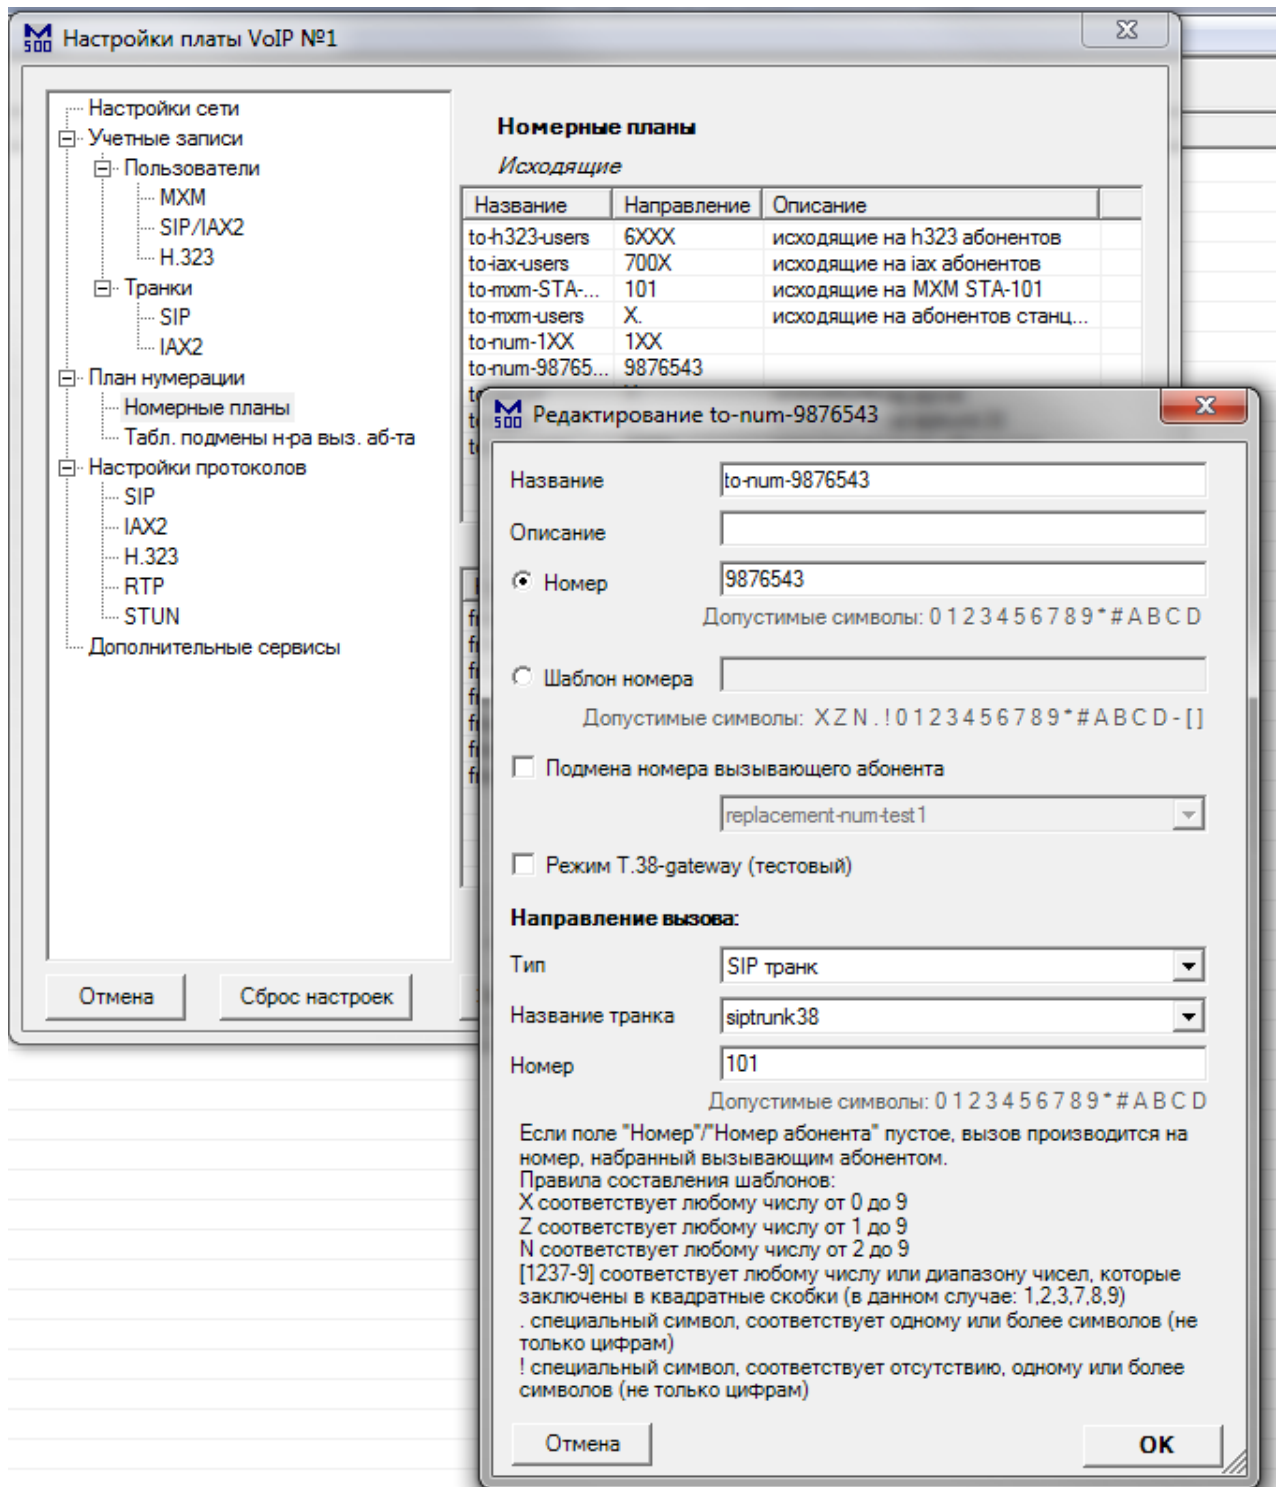 M 500 Настройки платы VoIP №1
Настройки сети
Учетные записи
Пользователи
MXM
SIP/IAX2
H.323
Транки
SIP
IAX2
План нумерации
Номерные планы
Табл. подмены н-ра выз. аб-та
Настройки протоколов
SIP
IAX2
H.323
RTP
STUN
Дополнительные сервисы
Номерные планы
Исходящие
Название Направление Описание
to-h323-users 6XXX исходящие на h323 абонентов
to-iax-users 700X исходящие на iax абонентов
to-mxm-STA-... 101 исходящие на MXM STA-101
to-mxm-users X. исходящие на абонентов станц...
to-num-1XX 1XX
to-num-98765... 9876543
Отмена
Сброс настроек
M 500 Редактирование to-num-9876543
Название to-num-9876543
Описание
Номер 9876543
Допустимые символы: 0 1 2 3 4 5 6 7 8 9 * # A B C D
Шаблон номера
Допустимые символы: X Z N . ! 0 1 2 3 4 5 6 7 8 9 * # A B C D - [ ]
Подмена номера вызывающего абонента
replacement-num-test1
Режим T.38-gateway (тестовый)
Направление вызова:
Тип SIP транк
Название транка siptrunk38
Номер 101
Допустимые символы: 0 1 2 3 4 5 6 7 8 9 * # A B C D
Если поле "Номер"/"Номер абонента" пустое, вызов производится на
номер, набранный вызывающим абонентом.
Правила составления шаблонов:
X соответствует любому числу от 0 до 9
Z соответствует любому числу от 1 до 9
N соответствует любому числу от 2 до 9
[1237-9] соответствует любому числу или диапазону чисел, которые
заключены в квадратные скобки (в данном случае: 1,2,3,7,8,9)
. специальный символ, соответствует одному или более символов (не
только цифрам)
! специальный символ, соответствует отсутствию, одному или более
символов (не только цифрам)
Отмена
OK